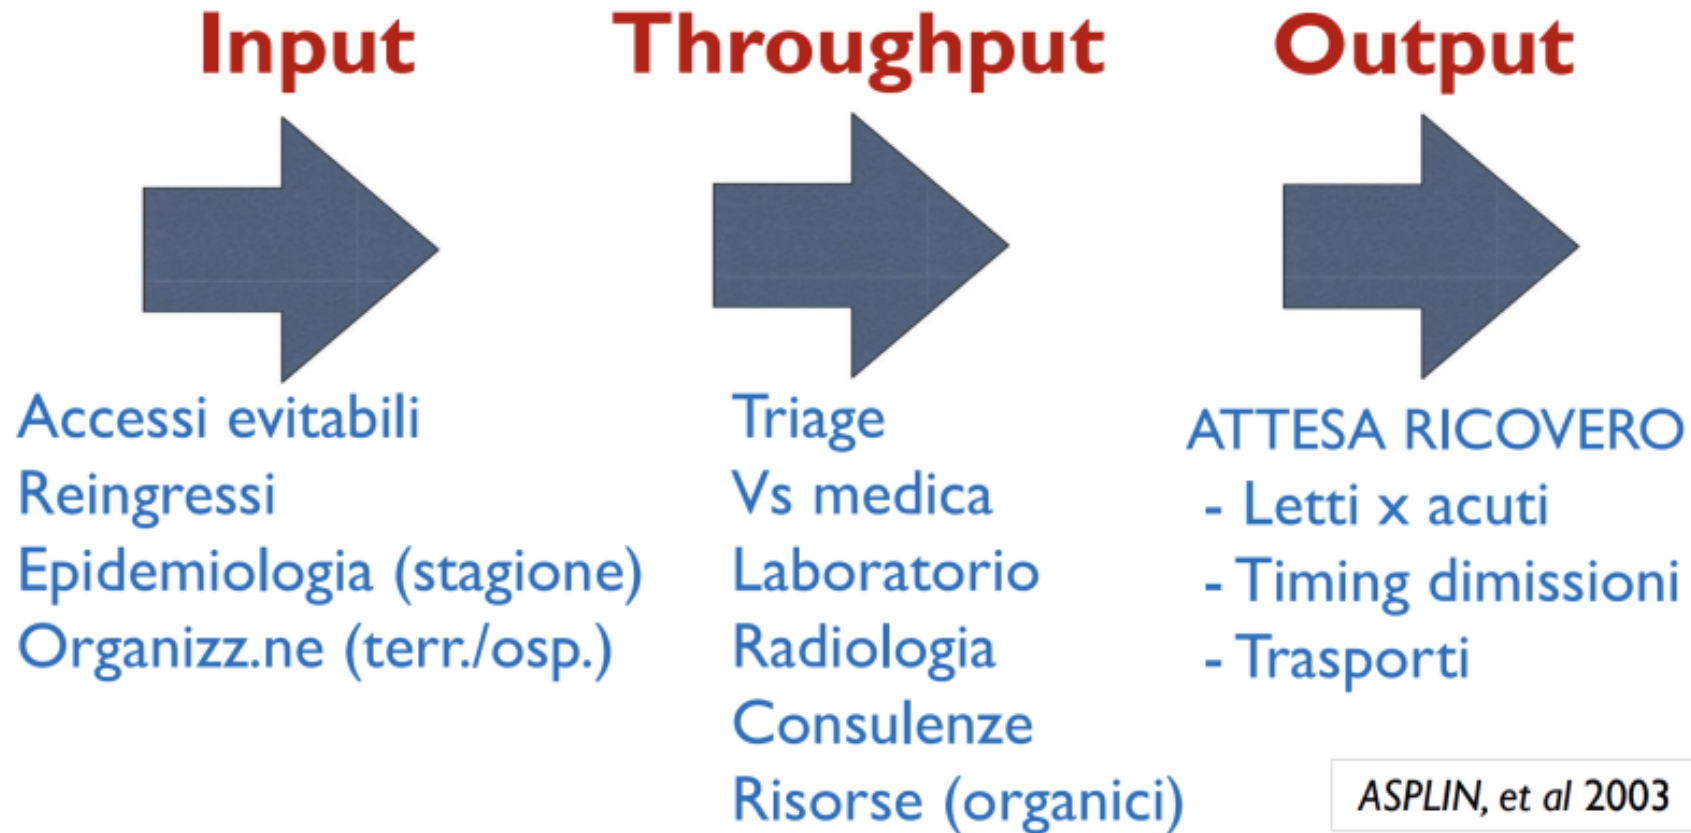 Input
Accessi evitabili
Reingressi
Epidemiologia (stagione)
Organizz.ne (terr./osp.)
Throughput
Triage
Vs medica
Laboratorio
Radiologia
Consulenze
Risorse (organici)
Output
ATTESA RICOVERO
- Letti x acuti
- Timing dimissioni
- Trasporti
ASPLIN, et al 2003